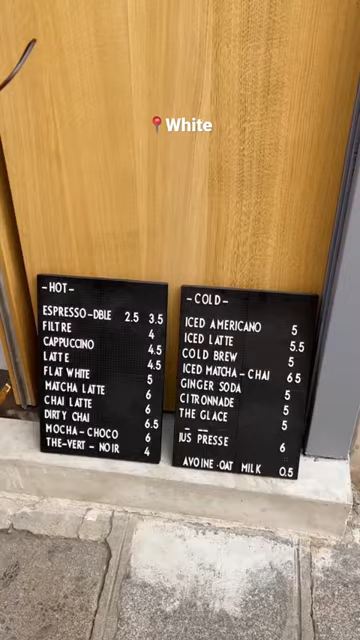 White
-HOT-
ESPRESSO-DBLE 2.5 3.5
FILTRE 4
CAPPUCCINO 4.5
LATTE 4.5
FLAT WHITE 5
MATCHA LATTE 6
CHAI LATTE 6
DIRTY CHAI 6.5
MOCHA-CHOCO 6
THE-VERT - NOIR 4
-COLD-
ICED AMERICANO 5
ICED LATTE 5.5
COLD BREW 5
ICED MATCHA - CHAI 6.5
GINGER SODA 5
CITRONNADE 5
THE GLACE 5
- --
JUS PRESSE 6
AVOINE-OAT MILK 0.5